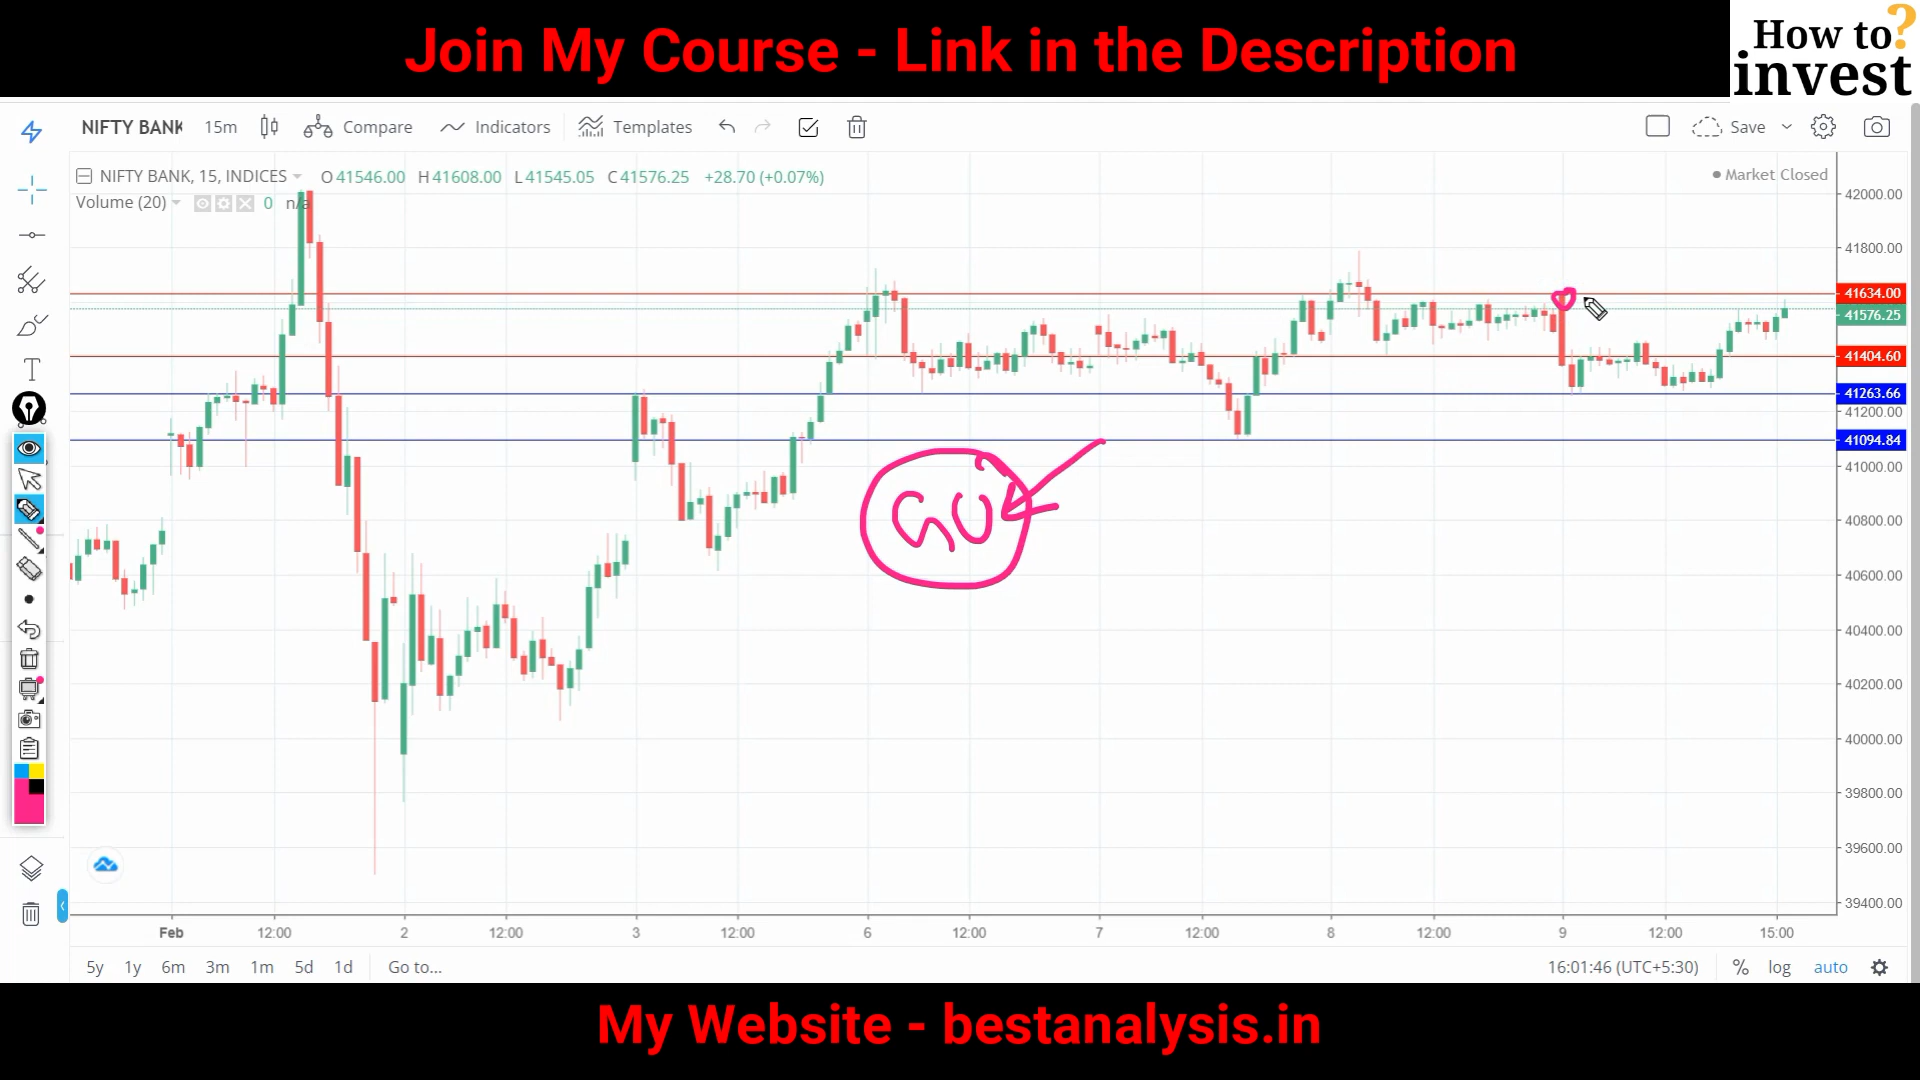 Join My Course - Link in the Description
How to?
invest
NIFTY BANK 15m Compare Indicators Templates Save
NIFTY BANK, 15, INDICES O41546.00 H41608.00 L41545.05 C41576.25 +28.70 (+0.07%)
Market Closed
Volume (20) 0 n/a
42000.00
41800.00
41634.00
41576.25
41404.60
41263.66
41200.00
41094.84
41000.00
40800.00
40600.00
40400.00
40200.00
40000.00
39800.00
39600.00
39400.00
GU
T
Feb 12:00 2 12:00 3 12:00 6 12:00 7 12:00 8 12:00 9 12:00 15:00
5y 1y 6m 3m 1m 5d 1d Go to... 16:01:46 (UTC+5:30) % log auto
My Website - bestanalysis.in